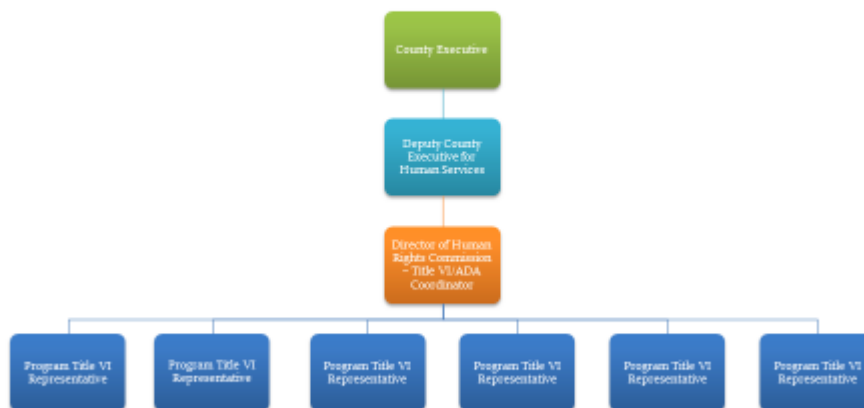 County Executive
Deputy County
Executive for
Human Services
Director of Human
Rights Commission
– Title VI/ADA
Coordinator
Program Title VI
Representative
Program Title VI
Representative
Program Title VI
Representative
Program Title VI
Representative
Program Title VI
Representative
Program Title VI
Representative